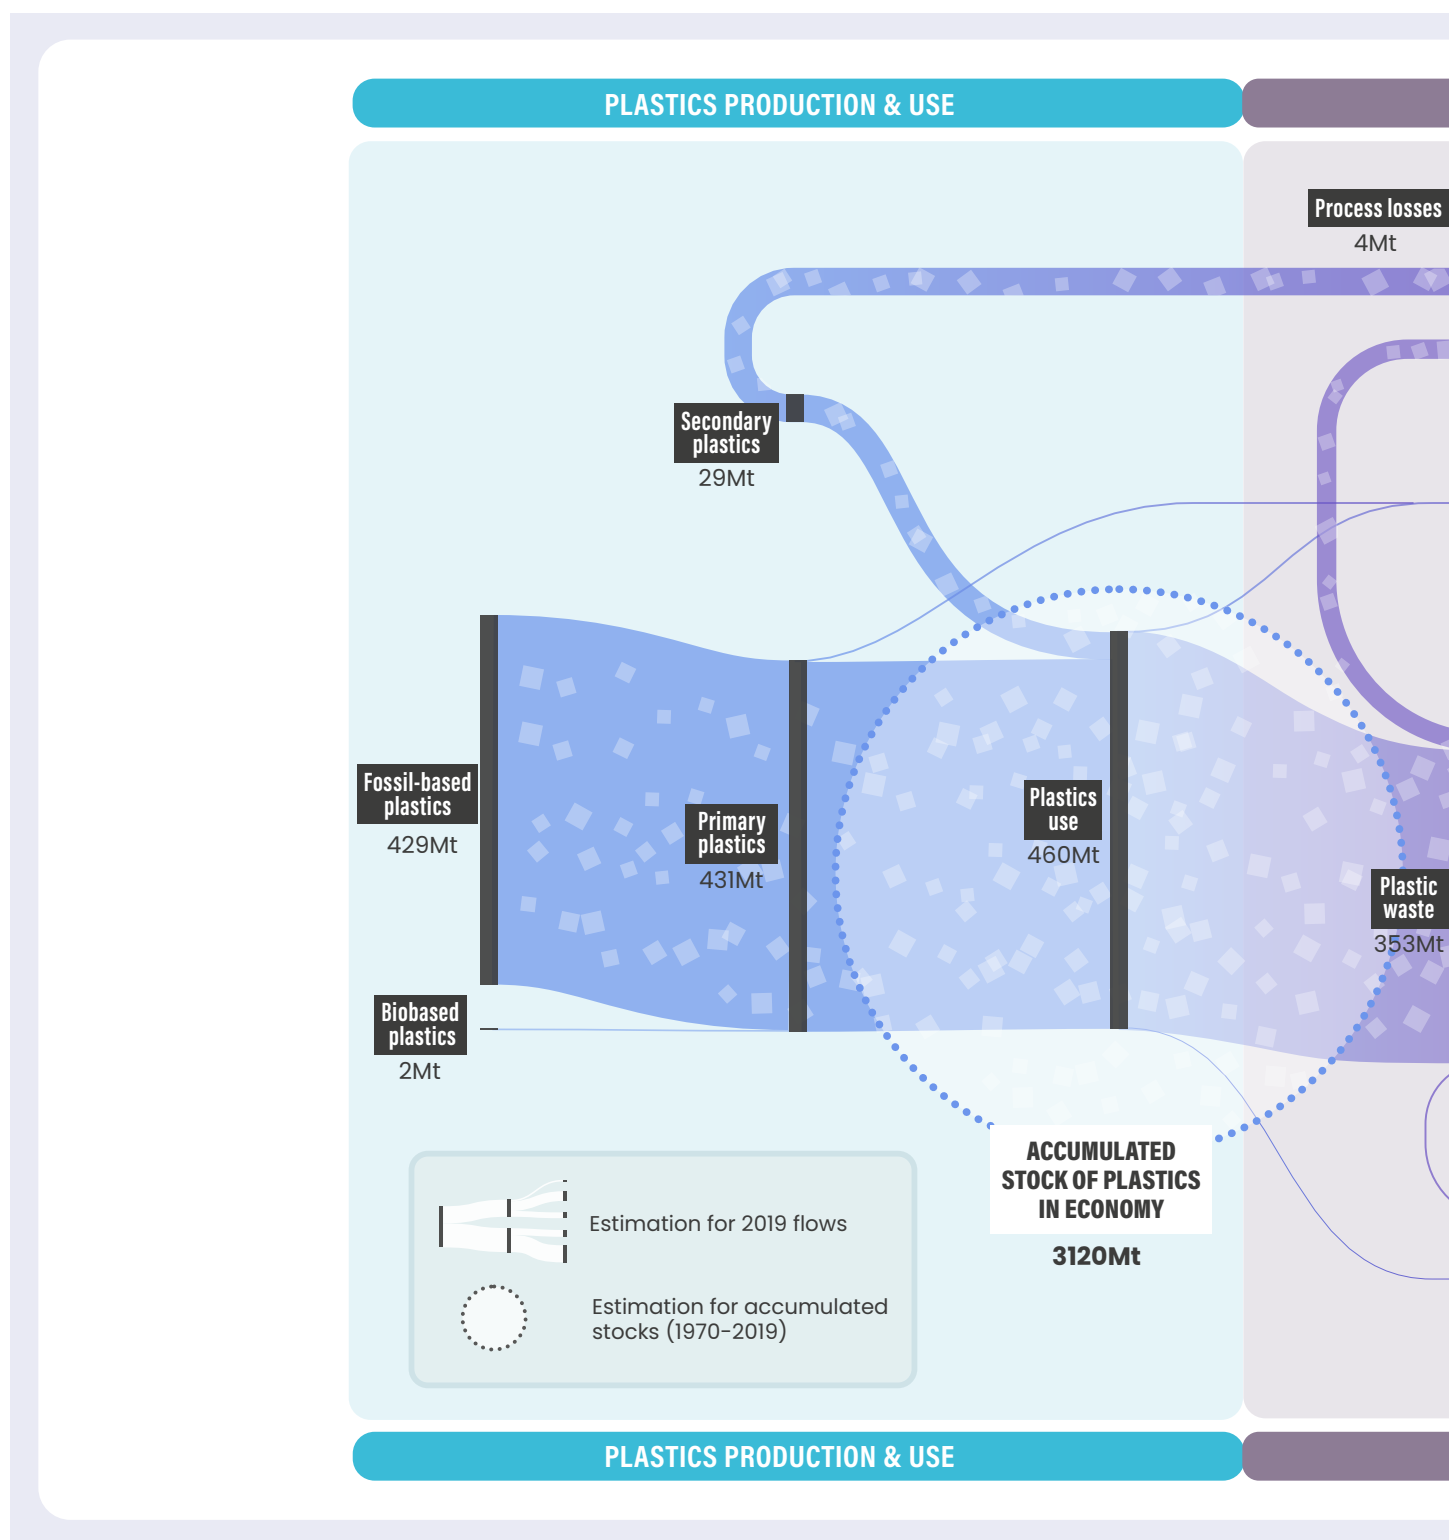 PLASTICS PRODUCTION & USE
Process losses
4Mt
Secondary
plastics
29Mt
Fossil-based
plastics
429Mt
Primary
plastics
431Mt
Plastics
use
460Mt
Plastic
waste
353Mt
Biobased
plastics
2Mt
ACCUMULATED
STOCK OF PLASTICS
IN ECONOMY
3120Mt
Estimation for 2019 flows
Estimation for accumulated
stocks (1970-2019)
PLASTICS PRODUCTION & USE